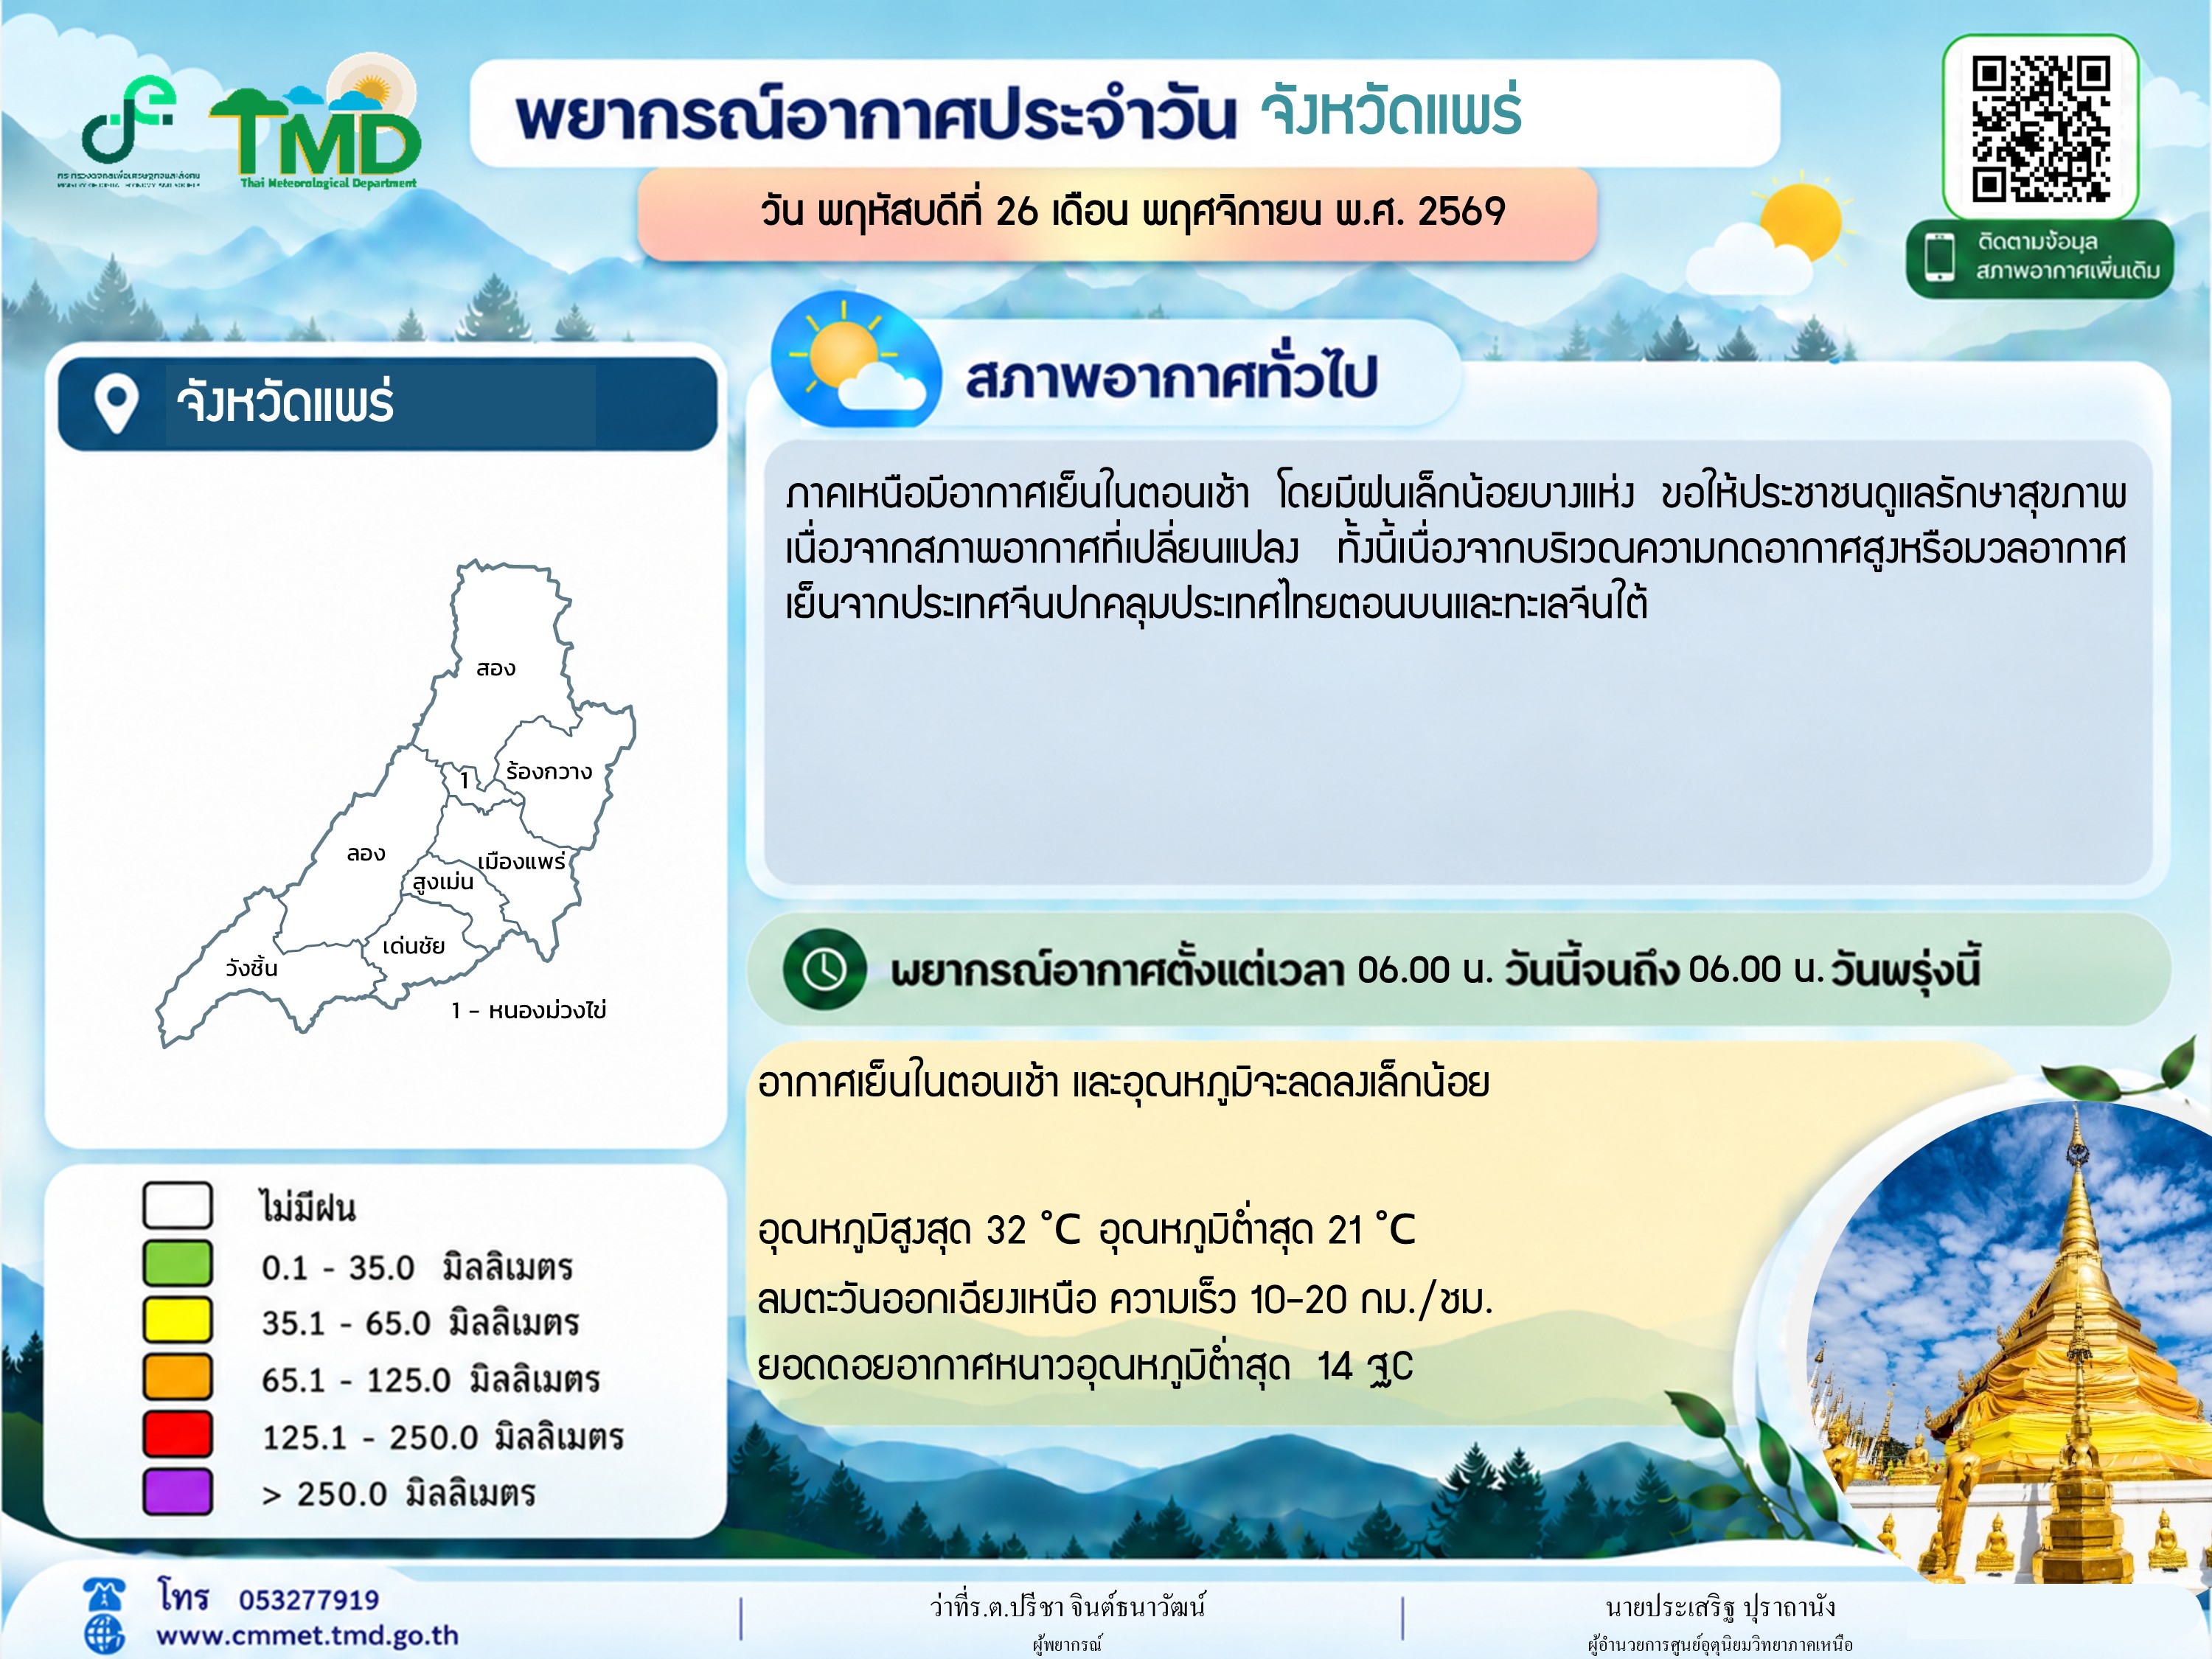 พยากรณ์อากาศประจำวัน จังหวัดแพร่
TMD
Thai Meteorological Department
วัน พฤหัสบดีที่ 26 เดือน พฤศจิกายน พ.ศ. 2569
ติดตามข้อมูล
สภาพอากาศเพิ่มเติม
จังหวัดแพร่
สอง
ร้องกวาง
1
ลอง
เมืองแพร่
สูงเม่น
เด่นชัย
วังชิ้น
1 - หนองม่วงไข่
ไม่มีฝน
0.1 - 35.0 มิลลิเมตร
35.1 - 65.0 มิลลิเมตร
65.1 - 125.0 มิลลิเมตร
125.1 - 250.0 มิลลิเมตร
> 250.0 มิลลิเมตร
สภาพอากาศทั่วไป
ภาคเหนือมีอากาศเย็นในตอนเช้า โดยมีฝนเล็กน้อยบางแห่ง ขอให้ประชาชนดูแลรักษาสุขภาพ
เนื่องจากสภาพอากาศที่เปลี่ยนแปลง ทั้งนี้เนื่องจากบริเวณความกดอากาศสูงหรือมวลอากาศ
เย็นจากประเทศจีนปกคลุมประเทศไทยตอนบนและทะเลจีนใต้
พยากรณ์อากาศตั้งแต่เวลา 06.00 น. วันนี้จนถึง 06.00 น. วันพรุ่งนี้
อากาศเย็นในตอนเช้า และอุณหภูมิจะลดลงเล็กน้อย
อุณหภูมิสูงสุด 32 °C อุณหภูมิต่ำสุด 21 °C
ลมตะวันออกเฉียงเหนือ ความเร็ว 10-20 กม./ชม.
ยอดดอยอากาศหนาวอุณหภูมิต่ำสุด 14 ฐC
โทร 053277919
www.cmmet.tmd.go.th
ว่าที่ร.ต.ปรีชา จินต์ธนาวัฒน์
ผู้พยากรณ์
นายประเสริฐ ปุราถานัง
ผู้อำนวยการศูนย์อุตุนิยมวิทยาภาคเหนือ